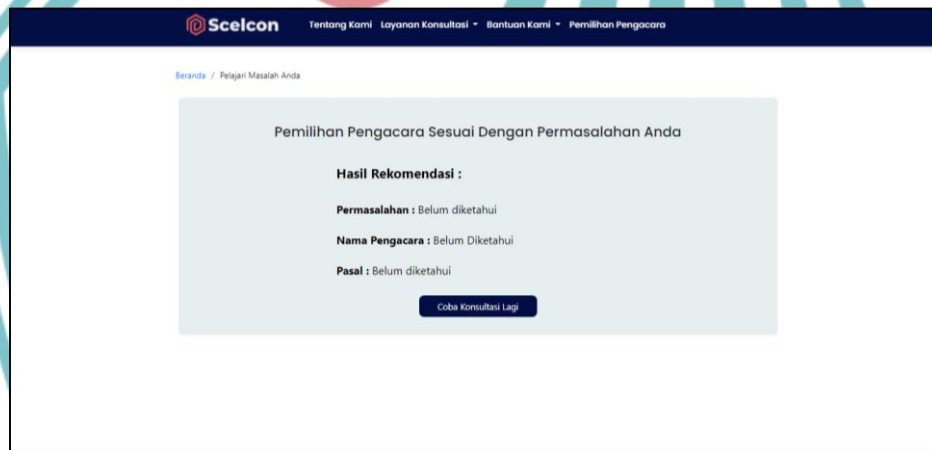 Scelcon Tentang Kami Layanan Konsultasi Bantuan Kami Pemilihan Pengacara
Beranda / Pelajari Masalah Anda
Pemilihan Pengacara Sesuai Dengan Permasalahan Anda
Hasil Rekomendasi :
Permasalahan : Belum diketahui
Nama Pengacara : Belum Diketahui
Pasal : Belum diketahui
Coba Konsultasi Lagi